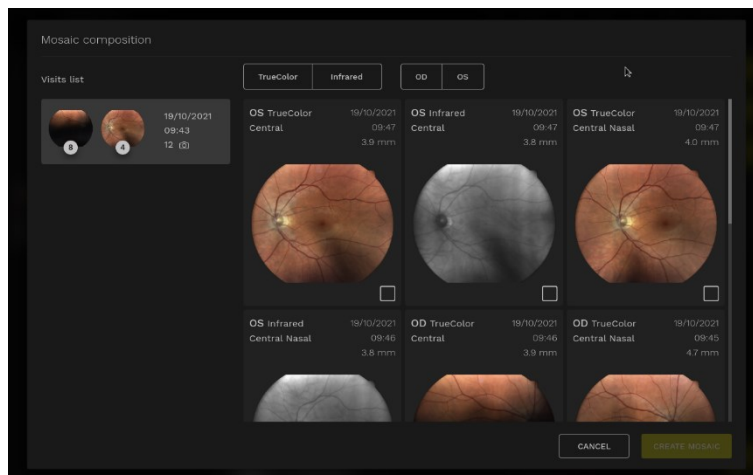 Mosaic composition
Visits list
TrueColor Infrared OD OS
8 4
19/10/2021
09:43
12
OS TrueColor 19/10/2021
Central 09:47
3.9 mm
OS Infrared 19/10/2021
Central 09:47
3.8 mm
OS TrueColor 19/10/2021
Central Nasal 09:47
4.0 mm
OS Infrared 19/10/2021
Central Nasal 09:46
3.8 mm
OD TrueColor 19/10/2021
Central 09:46
3.9 mm
OD TrueColor 19/10/2021
Central Nasal 09:45
4.7 mm
CANCEL CREATE MOSAIC